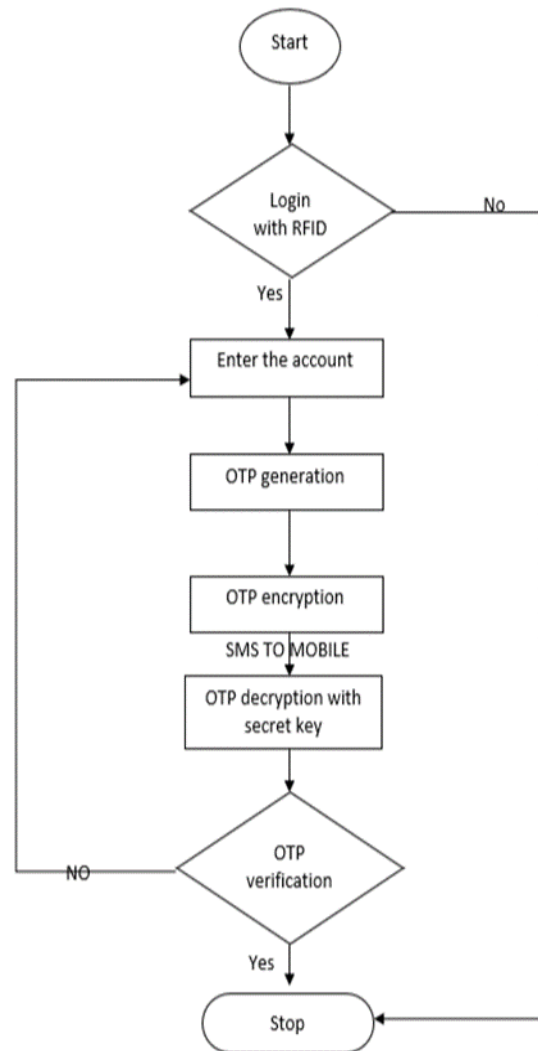 Start
Login
with RFID
No
Yes
Enter the account
OTP generation
OTP encryption
SMS TO MOBILE
OTP decryption with
secret key
OTP
verification
NO
Yes
Stop